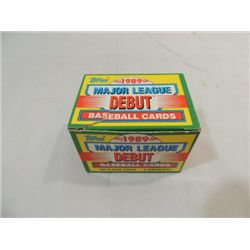 Topps 1989
MAJOR LEAGUE
DEBUT
BASEBALL CARDS
Topps 1989
MAJOR LEAGUE
DEBUT
BASEBALL CARDS